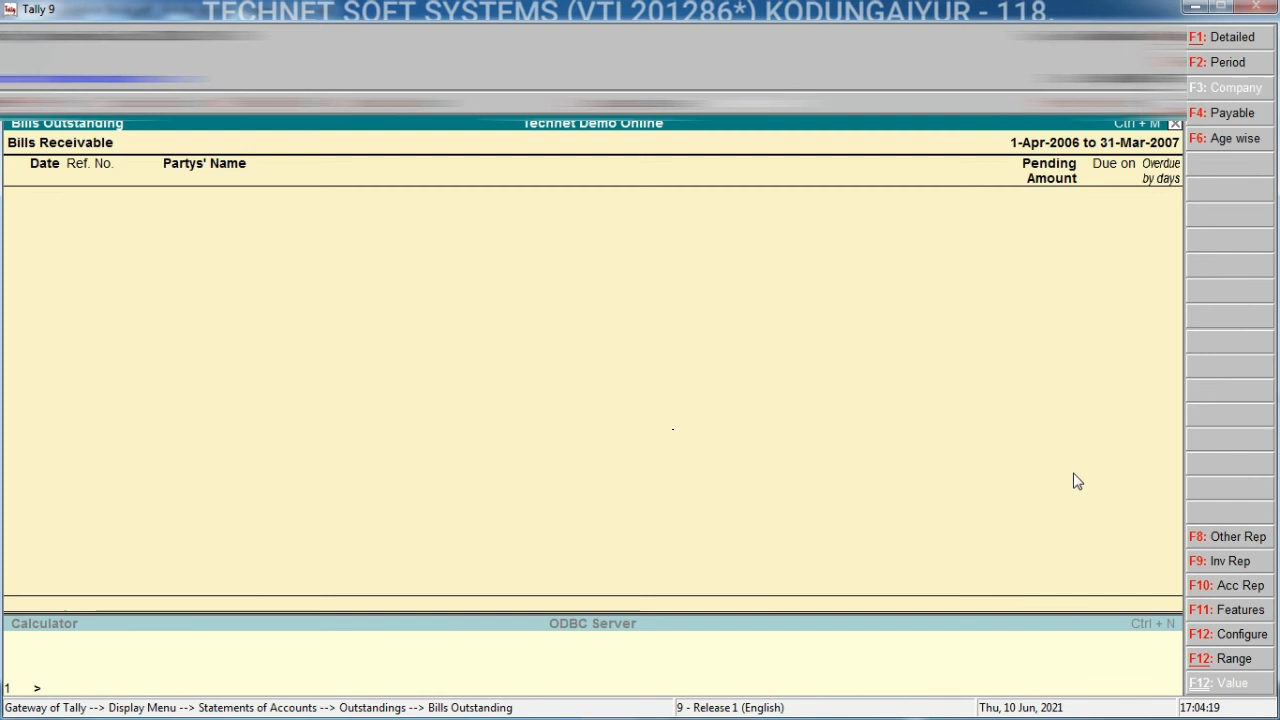 Tally 9
TECHNET SOFT SYSTEMS (VTL 201286*) KODUNGAIYUR - 118.
F1: Detailed
F2: Period
F3: Company
F4: Payable
F6: Age wise
Bills Outstanding Technet Demo Online Ctrl + M
Bills Receivable 1-Apr-2006 to 31-Mar-2007
Date Ref. No. Partys' Name Pending Due on Overdue
Amount by days
F8: Other Rep
F9: Inv Rep
F10: Acc Rep
F11: Features
F12: Configure
F12: Range
F12: Value
Calculator ODBC Server Ctrl + N
1 >
Gateway of Tally --> Display Menu --> Statements of Accounts --> Outstandings --> Bills Outstonding 9 - Release 1 (English) Thu, 10 Jun, 2021 17:04:19